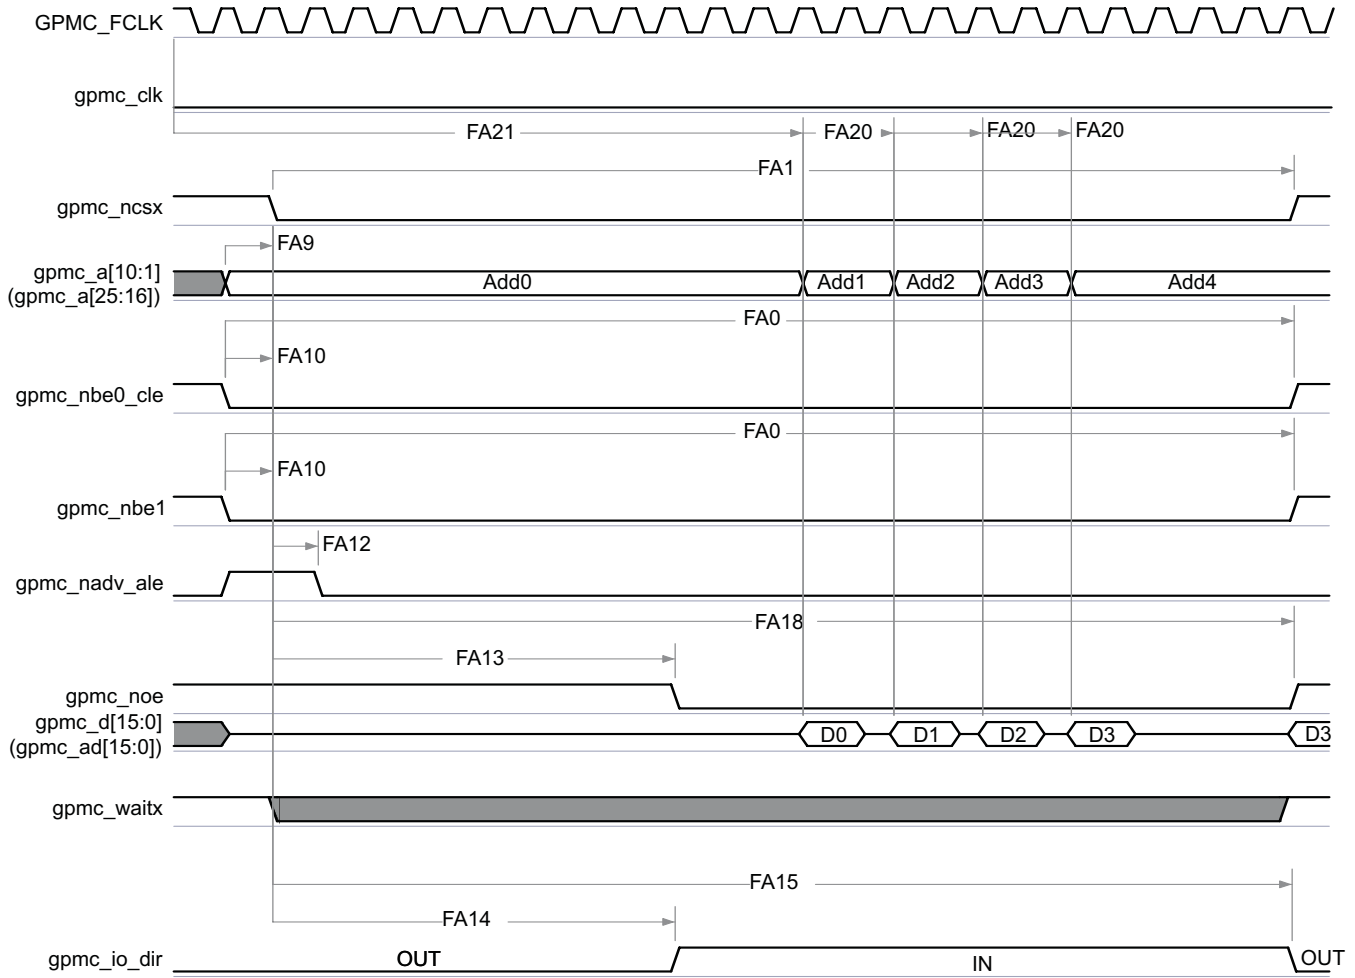 GPMC_FCLK
gpmc_clk
FA21 FA20 FA20 FA20
FA1
gpmc_ncsx
FA9
gpmc_a[10:1]
(gpmc_a[25:16])
Add0 Add1 Add2 Add3 Add4
FA0
FA10
gpmc_nbe0_cle
FA0
FA10
gpmc_nbe1
FA12
gpmc_nadv_ale
FA18
FA13
gpmc_noe
gpmc_d[15:0]
(gpmc_ad[15:0])
D0 D1 D2 D3 D3
gpmc_waitx
FA15
FA14
gpmc_io_dir OUT IN OUT